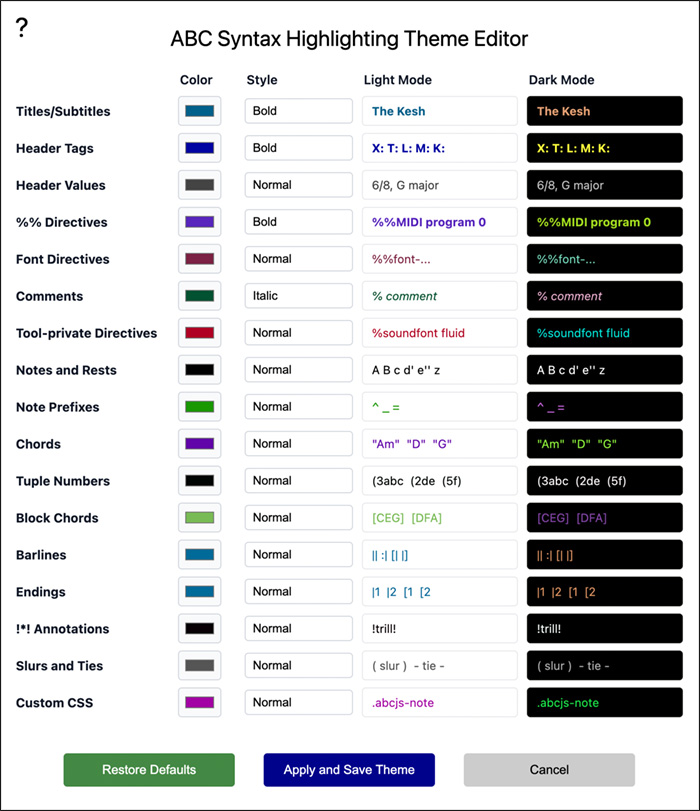 ?
ABC Syntax Highlighting Theme Editor
Color Style Light Mode Dark Mode
Titles/Subtitles Bold The Kesh The Kesh
Header Tags Bold X: T: L: M: K: X: T: L: M: K:
Header Values Normal 6/8, G major 6/8, G major
%% Directives Bold %%MIDI program 0 %%MIDI program 0
Font Directives Normal %%font-... %%font-...
Comments Italic % comment % comment
Tool-private Directives Normal %soundfont fluid %soundfont fluid
Notes and Rests Normal A B c d' e'' z A B c d' e'' z
Note Prefixes Normal ^ _ = ^ _ =
Chords Normal "Am" "D" "G" "Am" "D" "G"
Tuple Numbers Normal (3abc (2de (5f) (3abc (2de (5f)
Block Chords Normal [CEG] [DFA] [CEG] [DFA]
Barlines Normal || :| [| |] || :| [| |]
Endings Normal |1 |2 [1 [2 |1 |2 [1 [2
!*! Annotations Normal !trill! !trill!
Slurs and Ties Normal ( slur ) - tie - ( slur ) - tie -
Custom CSS Normal .abcjs-note .abcjs-note
Restore Defaults Apply and Save Theme Cancel